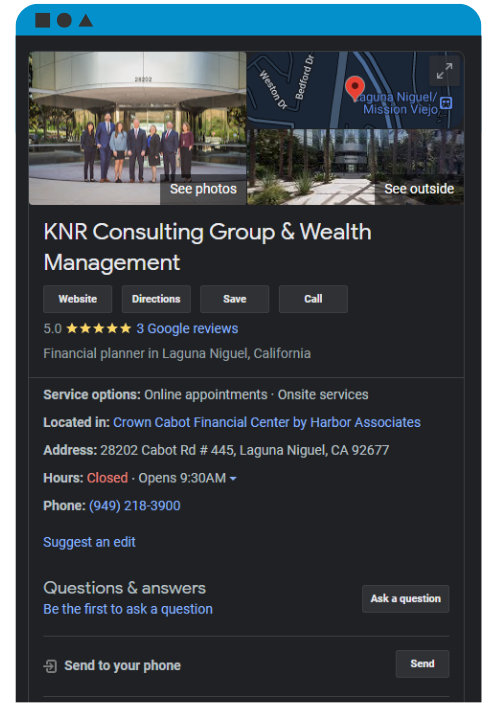 28202
See photos
Weston Dr
Bedford Dr
Laguna Niguel/
Mission Viejo
See outside
KNR Consulting Group & Wealth
Management
Website Directions Save Call
5.0 ★★★★★ 3 Google reviews
Financial planner in Laguna Niguel, California
Service options: Online appointments · Onsite services
Located in: Crown Cabot Financial Center by Harbor Associates
Address: 28202 Cabot Rd # 445, Laguna Niguel, CA 92677
Hours: Closed · Opens 9:30AM
Phone: (949) 218-3900
Suggest an edit
Questions & answers
Be the first to ask a question
Ask a question
Send to your phone
Send